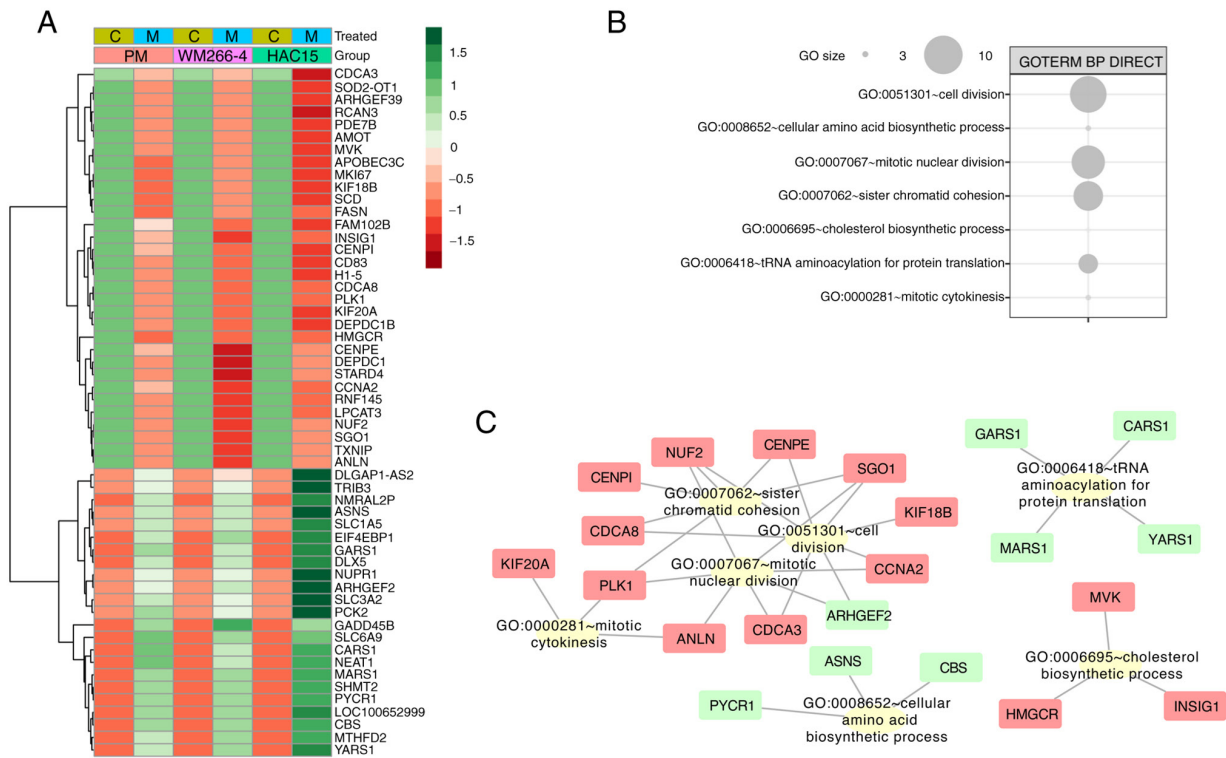 A
C M C M C M Treated
PM WM266-4 HAC15 Group
CDCA3
SOD2-OT1
ARHGEF39
RCAN3
PDE7B
AMOT
MVK
APOBEC3C
MKI67
KIF18B
SCD
FASN
FAM102B
INSIG1
CENPI
CD83
H1-5
CDCA8
PLK1
KIF20A
DEPDC1B
HMGCR
CENPE
DEPDC1
STARD4
CCNA2
RNF145
LPCAT3
NUF2
SGO1
TXNIP
ANLN
DLGAP1-AS2
TRIB3
NMRAL2P
ASNS
SLC1A5
EIF4EBP1
GARS1
DLX5
NUPR1
ARHGEF2
SLC3A2
PCK2
GADD45B
SLC6A9
CARS1
NEAT1
MARS1
SHMT2
PYCR1
LOC100652999
CBS
MTHFD2
YARS1
1.5
1
0.5
0
−0.5
−1
−1.5
B
GO size 3 10
GOTERM BP DIRECT
GO:0051301~cell division
GO:0008652~cellular amino acid biosynthetic process
GO:0007067~mitotic nuclear division
GO:0007062~sister chromatid cohesion
GO:0006695~cholesterol biosynthetic process
GO:0006418~tRNA aminoacylation for protein translation
GO:0000281~mitotic cytokinesis
C
NUF2
CENPE
SGO1
CENPI
GO:0007062~sister
chromatid cohesion
KIF18B
CDCA8
GO:0051301~cell
division
KIF20A
PLK1
GO:0007067~mitotic
nuclear division
CCNA2
ARHGEF2
GO:0000281~mitotic
cytokinesis
ANLN
CDCA3
GARS1
CARS1
GO:0006418~tRNA
aminoacylation for
protein translation
MARS1
YARS1
ASNS
CBS
PYCR1
GO:0008652~cellular
amino acid
biosynthetic process
MVK
GO:0006695~cholesterol
biosynthetic process
HMGCR
INSIG1